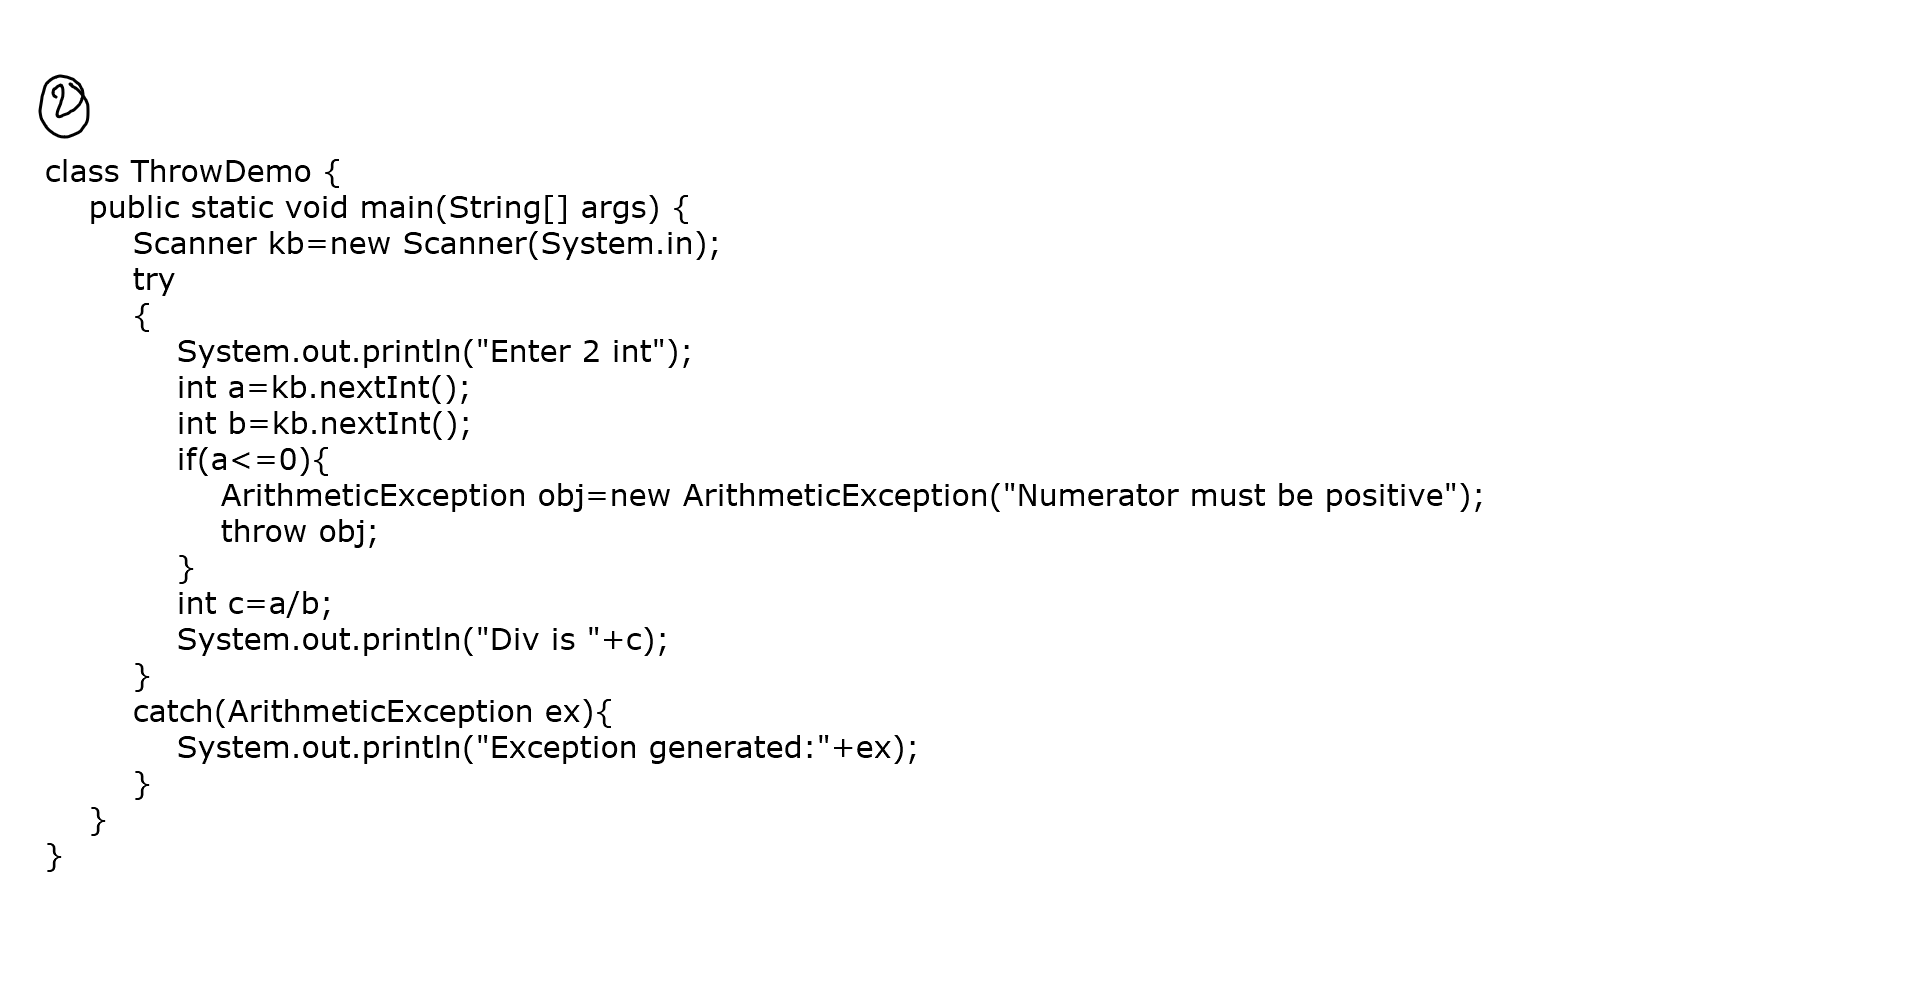 2
class ThrowDemo {
public static void main(String[] args) {
Scanner kb=new Scanner(System.in);
try
{
System.out.println("Enter 2 int");
int a=kb.nextInt();
int b=kb.nextInt();
if(a<=0){
ArithmeticException obj=new ArithmeticException("Numerator must be positive");
throw obj;
}
int c=a/b;
System.out.println("Div is "+c);
}
catch(ArithmeticException ex){
System.out.println("Exception generated:"+ex);
}
}
}